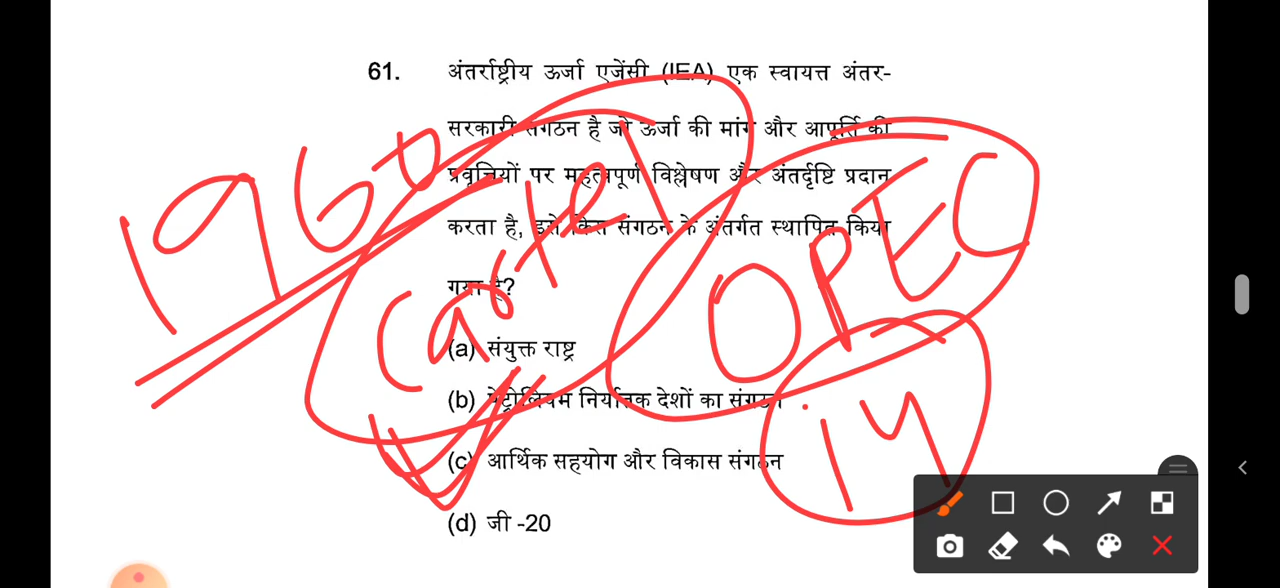 61. अंतर्राष्ट्रीय ऊर्जा एजेंसी (IEA) एक स्वायत्त अंतर-
सरकारी संगठन है जो ऊर्जा की मांग और आपूर्ति की
प्रवृत्तियों पर महत्वपूर्ण विश्लेषण और अंतर्दृष्टि प्रदान
करता है, इसे किस संगठन के अंतर्गत स्थापित किया
गया है?
(a) संयुक्त राष्ट्र
(b) पेट्रोलियम निर्यातक देशों का संगठन
(c) आर्थिक सहयोग और विकास संगठन
(d) जी -20
1960
Cartel
OPEC